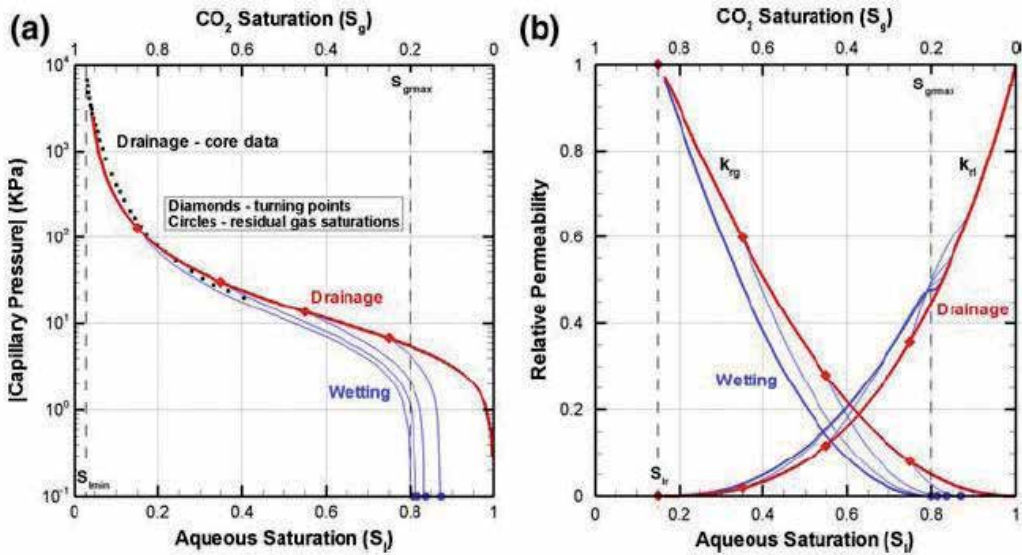 (a)
CO2 Saturation (Sg)
1 0.8 0.6 0.4 0.2 0
10^4
10^3
10^2
10^1
10^0
10^-1
|Capillary Pressure| (KPa)
Sgrmax
Drainage - core data
Diamonds - turning points
Circles - residual gas saturations
Drainage
Wetting
Slmin
0 0.2 0.4 0.6 0.8 1
Aqueous Saturation (Sl)
(b)
CO2 Saturation (Sg)
1 0.8 0.6 0.4 0.2 0
1
0.8
0.6
0.4
0.2
0
Relative Permeability
Sgrmax
krg
krl
Drainage
Wetting
Slr
0 0.2 0.4 0.6 0.8 1
Aqueous Saturation (Sl)